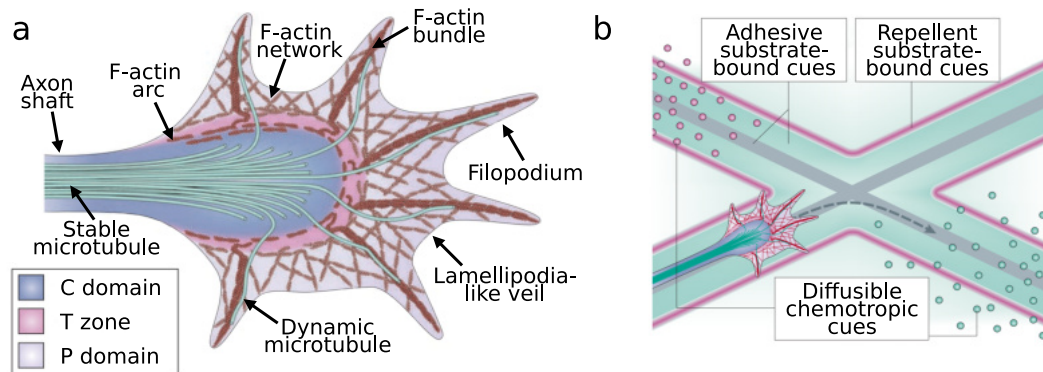 a
F-actin
network
F-actin
bundle
F-actin
arc
Axon
shaft
Filopodium
Stable
microtubule
Lamellipodia-
like veil
Dynamic
microtubule
C domain
T zone
P domain
b
Adhesive
substrate-
bound cues
Repellent
substrate-
bound cues
Diffusible
chemotropic
cues